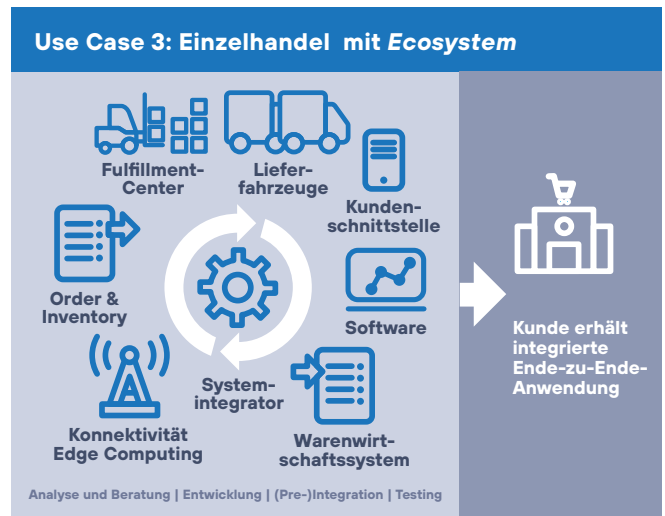 Use Case 3: Einzelhandel mit Ecosystem
Fulfillment-
Center
Liefer-
fahrzeuge
Kunden-
schnittstelle
Order &
Inventory
Software
System-
integrator
Konnektivität
Edge Computing
Warenwirt-
schaftssystem
Analyse und Beratung | Entwicklung | (Pre-)Integration | Testing
Kunde erhält
integrierte
Ende-zu-Ende-
Anwendung